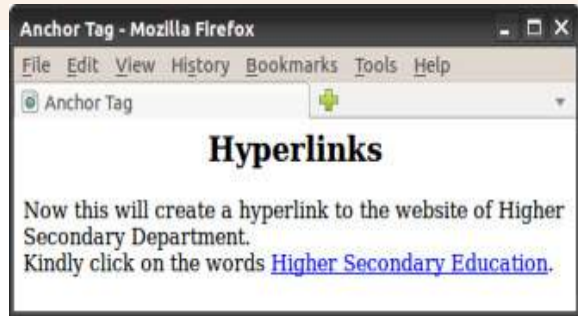 Anchor Tag - Mozilla Firefox
File Edit View History Bookmarks Tools Help
Anchor Tag
Hyperlinks
Now this will create a hyperlink to the website of Higher
Secondary Department.
Kindly click on the words Higher Secondary Education.